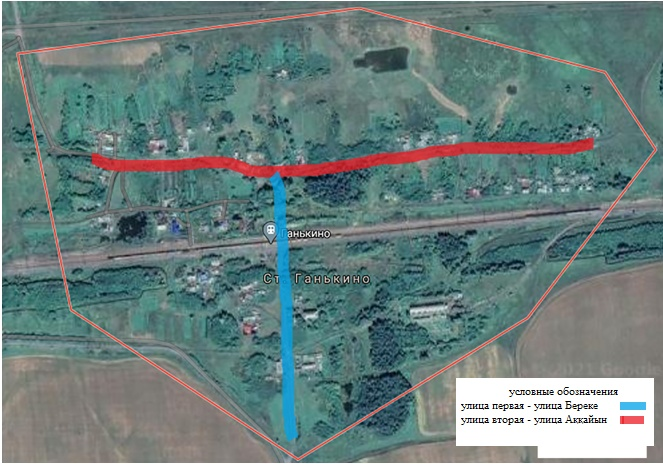 Ганькино
Ст. Ганькино
условные обозначения
улица первая - улица Береке
улица вторая - улица Аккайын